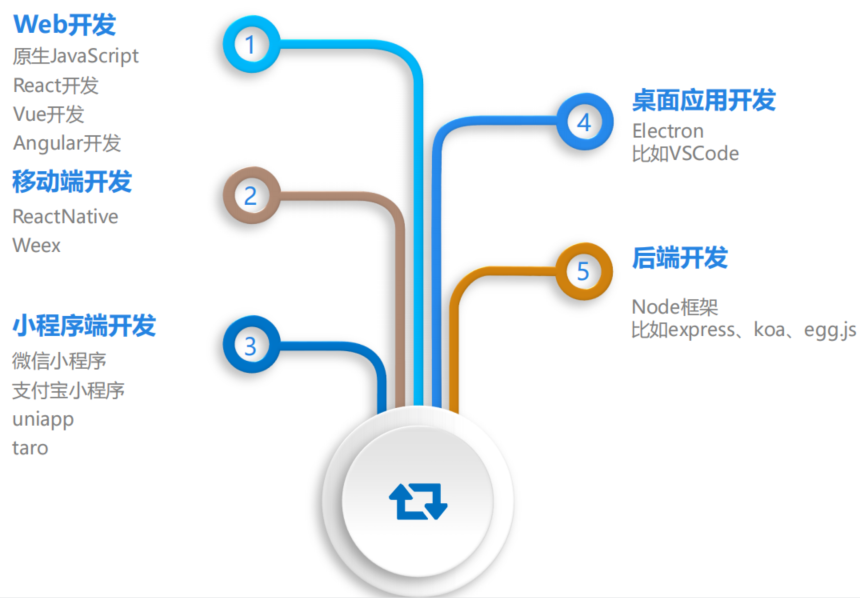 Web开发
原生JavaScript
React开发
Vue开发
Angular开发
1
移动端开发
ReactNative
Weex
2
小程序端开发
微信小程序
支付宝小程序
uniapp
taro
3
4
桌面应用开发
Electron
比如VSCode
5
后端开发
Node框架
比如express、koa、egg.js